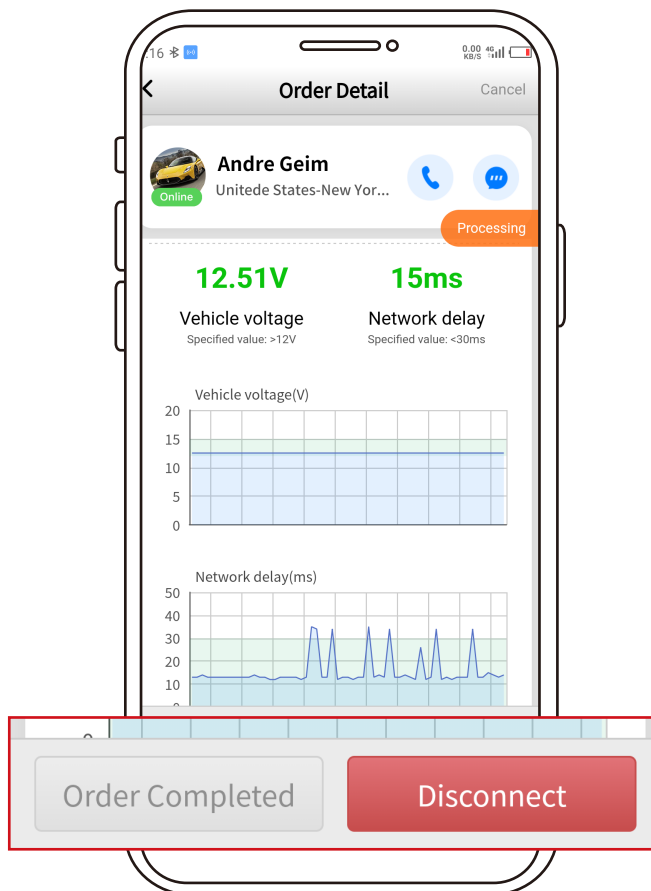 :16
0.00
KB/S
4G
Order Detail
Cancel
Andre Geim
Unitede States-New Yor...
Online
Processing
12.51V
15ms
Vehicle voltage
Network delay
Specified value: >12V
Specified value: <30ms
Vehicle voltage(V)
20
15
10
5
0
Network delay(ms)
50
40
30
20
10
Order Completed
Disconnect